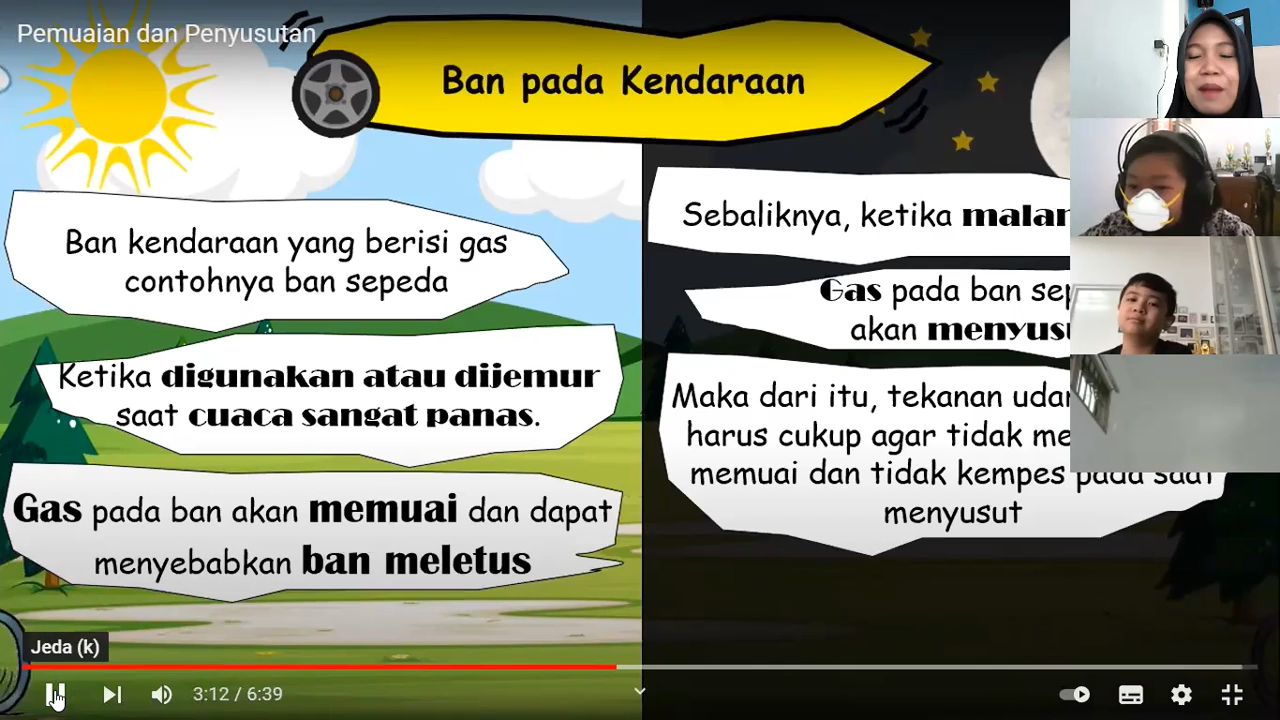 Pemuaian dan Penyusutan
Ban pada Kendaraan
Ban kendaraan yang berisi gas
contohnya ban sepeda
Ketika digunakan atau dijemur
saat cuaca sangat panas.
Gas pada ban akan memuai dan dapat
menyebabkan ban meletus
Sebaliknya, ketika
Gas pada ban
akan
Maka dari itu, tekanan
harus cukup agar tidak
memuai dan tidak kempes pada saat
menyusut
Jeda (k)
3:12 / 6:39